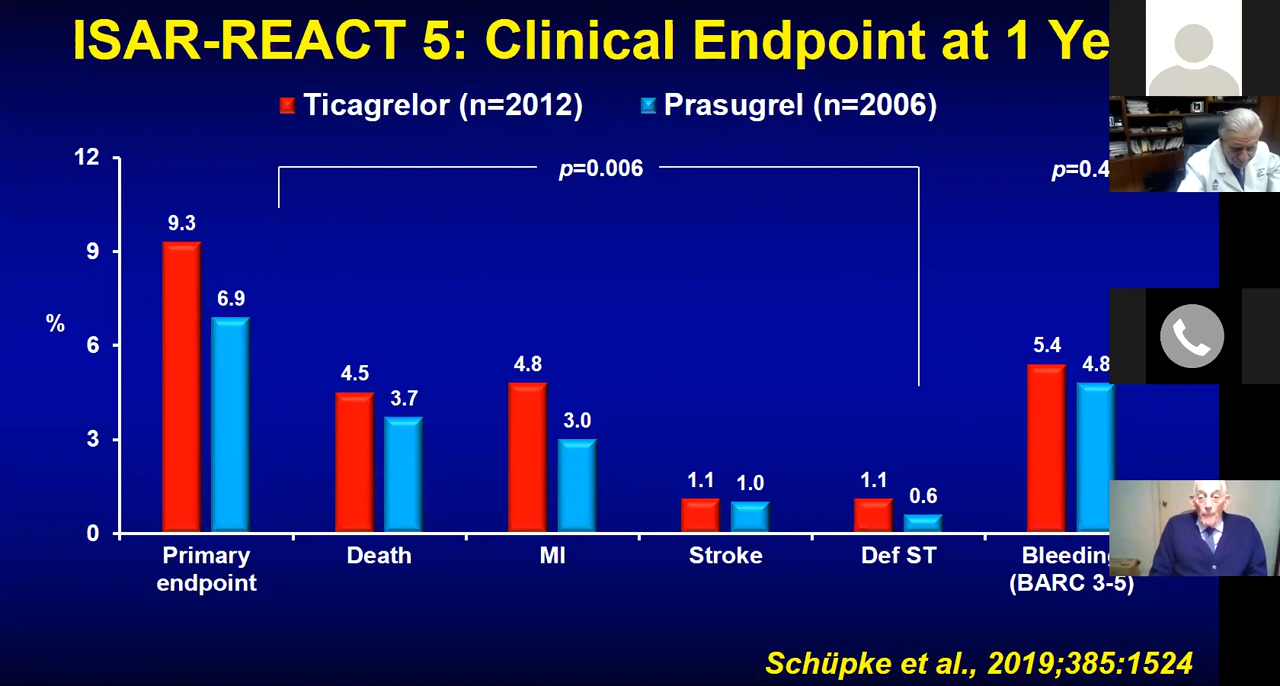 ISAR-REACT 5: Clinical Endpoint at 1 Ye
Ticagrelor (n=2012) Prasugrel (n=2006)
12
9
6
3
0
%
p=0.006
p=0.4
9.3
6.9
4.5
3.7
4.8
3.0
1.1
1.0
1.1
0.6
5.4
4.8
Primary
endpoint
Death
MI
Stroke
Def ST
Bleeding
(BARC 3-5)
Schüpke et al., 2019;385:1524